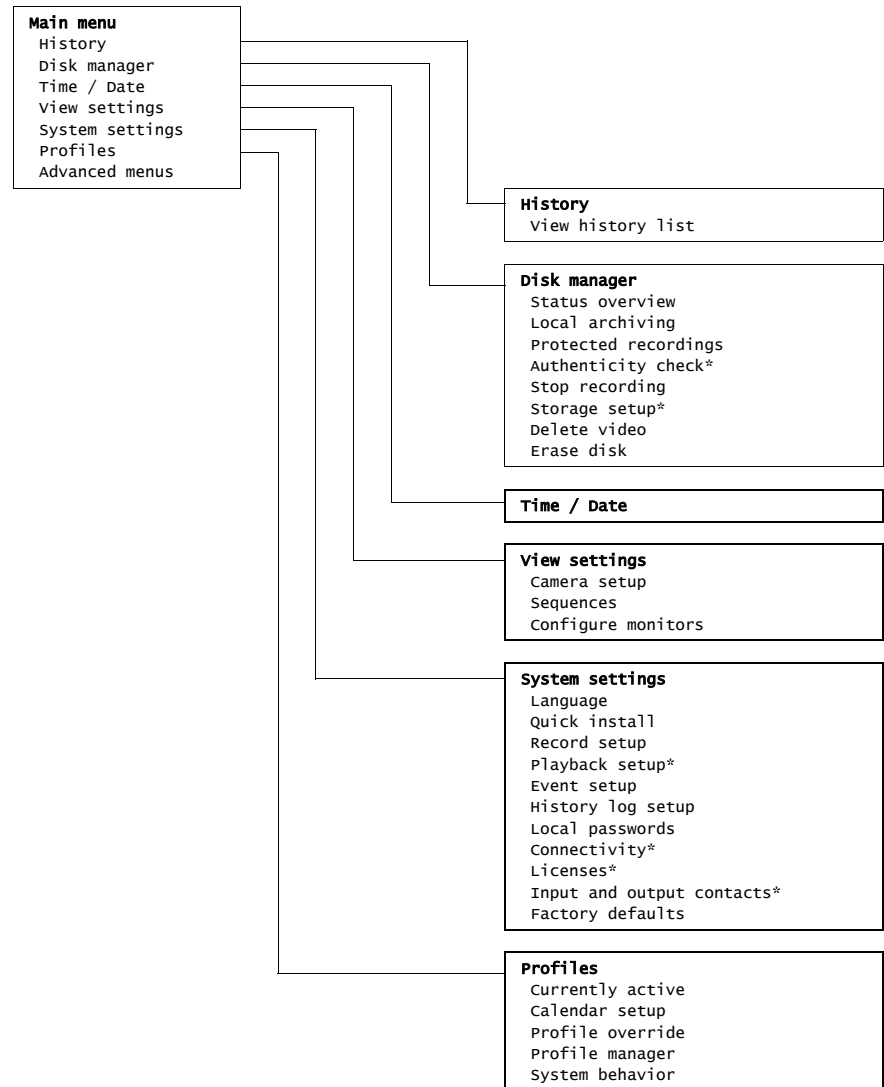 Main menu
History
Disk manager
Time / Date
View settings
System settings
Profiles
Advanced menus
History
View history list
Disk manager
Status overview
Local archiving
Protected recordings
Authenticity check*
Stop recording
Storage setup*
Delete video
Erase disk
Time / Date
View settings
Camera setup
Sequences
Configure monitors
System settings
Language
Quick install
Record setup
Playback setup*
Event setup
History log setup
Local passwords
Connectivity*
Licenses*
Input and output contacts*
Factory defaults
Profiles
Currently active
Calendar setup
Profile override
Profile manager
System behavior